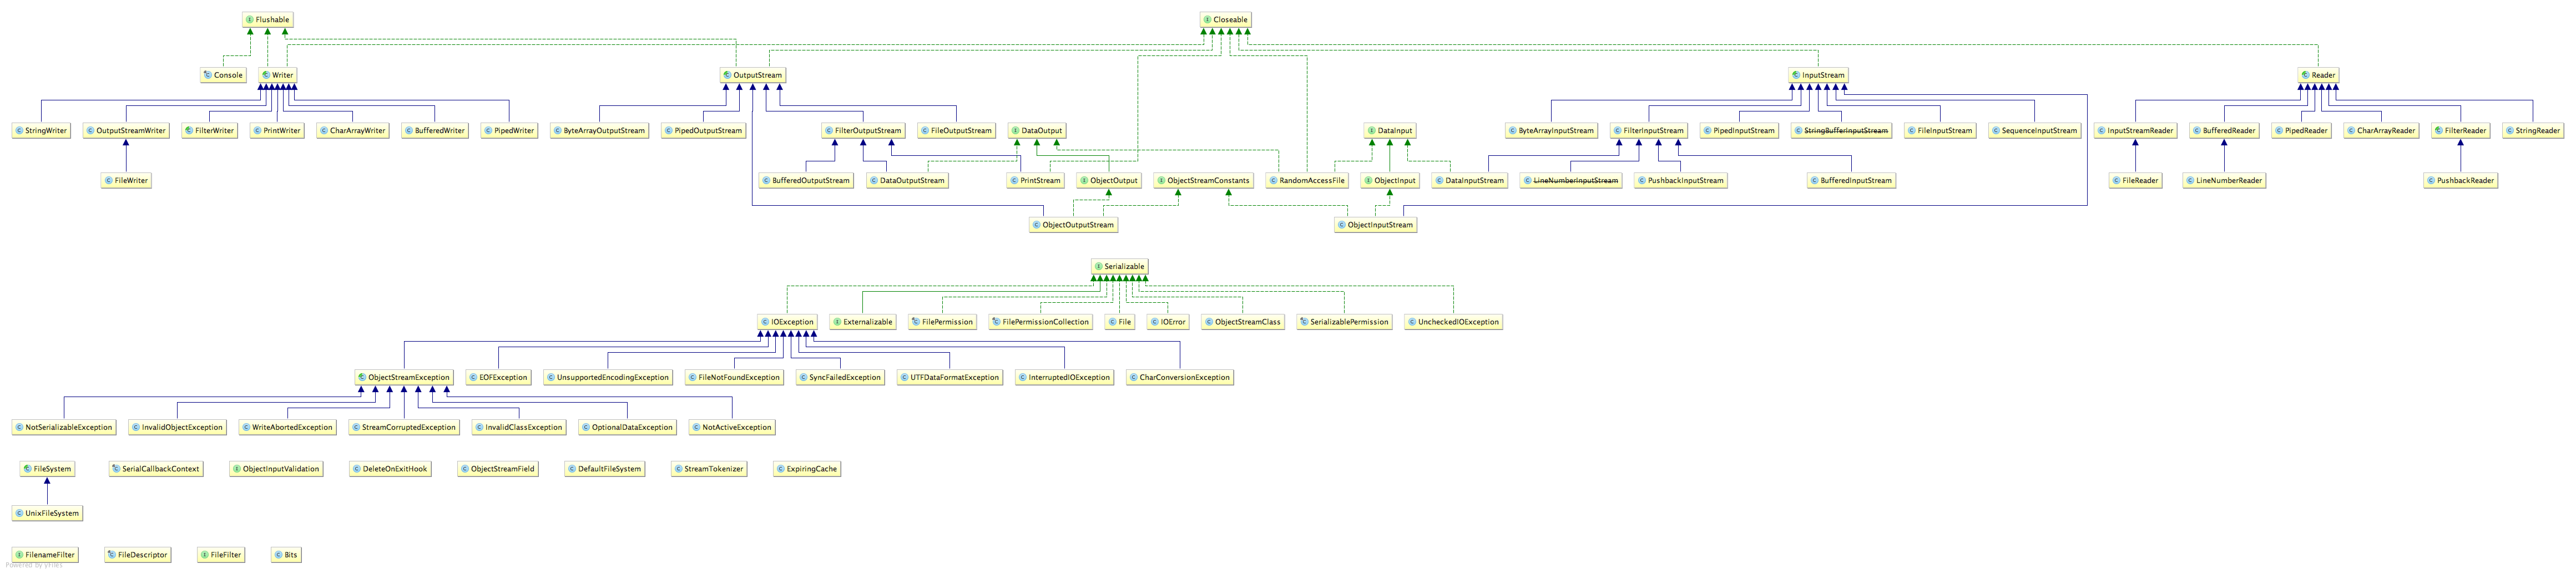 Flushable
Closeable
Console
Writer
OutputStream
InputStream
Reader
StringWriter
OutputStreamWriter
FilterWriter
PrintWriter
CharArrayWriter
BufferedWriter
PipedWriter
ByteArrayOutputStream
PipedOutputStream
FilterOutputStream
FileOutputStream
DataOutput
DataInput
ByteArrayInputStream
FilterInputStream
PipedInputStream
StringBufferInputStream
FileInputStream
SequenceInputStream
InputStreamReader
BufferedReader
PipedReader
CharArrayReader
FilterReader
StringReader
FileWriter
BufferedOutputStream
DataOutputStream
PrintStream
ObjectOutput
ObjectStreamConstants
RandomAccessFile
ObjectInput
DataInputStream
LineNumberInputStream
PushbackInputStream
BufferedInputStream
FileReader
LineNumberReader
PushbackReader
ObjectOutputStream
ObjectInputStream
Serializable
IOException
Externalizable
FilePermission
FilePermissionCollection
File
IOError
ObjectStreamClass
SerializablePermission
UncheckedIOException
ObjectStreamException
EOFException
UnsupportedEncodingException
FileNotFoundException
SyncFailedException
UTFDataFormatException
InterruptedIOException
CharConversionException
NotSerializableException
InvalidObjectException
WriteAbortedException
StreamCorruptedException
InvalidClassException
OptionalDataException
NotActiveException
FileSystem
SerialCallbackContext
ObjectInputValidation
DeleteOnExitHook
ObjectStreamField
DefaultFileSystem
StreamTokenizer
ExpiringCache
UnixFileSystem
FilenameFilter
FileDescriptor
FileFilter
Bits
Powered by yFiles